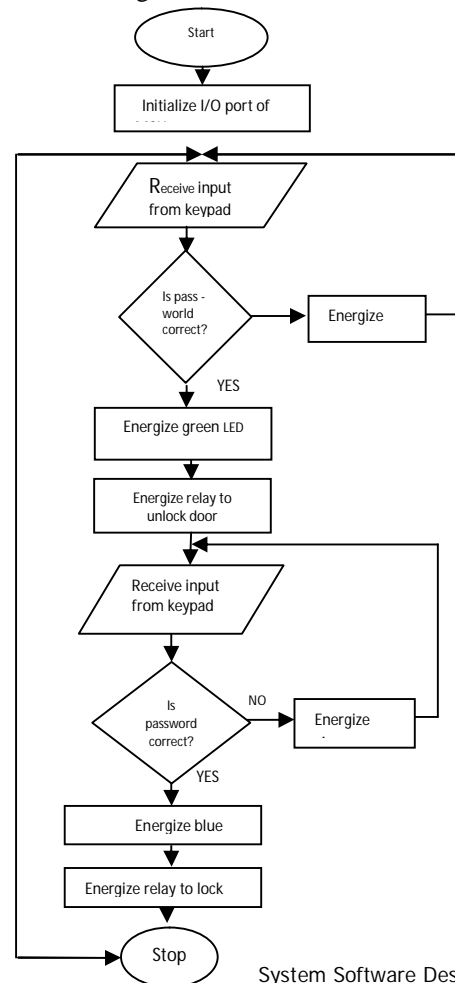 Start
Initialize I/O port of
Receive input
from keypad
Is pass -
world
correct?
Energize
YES
Energize green LED
Energize relay to
unlock door
Receive input
from keypad
Is
password
correct?
NO
Energize
YES
Energize blue
Energize relay to lock
Stop
System Software Des